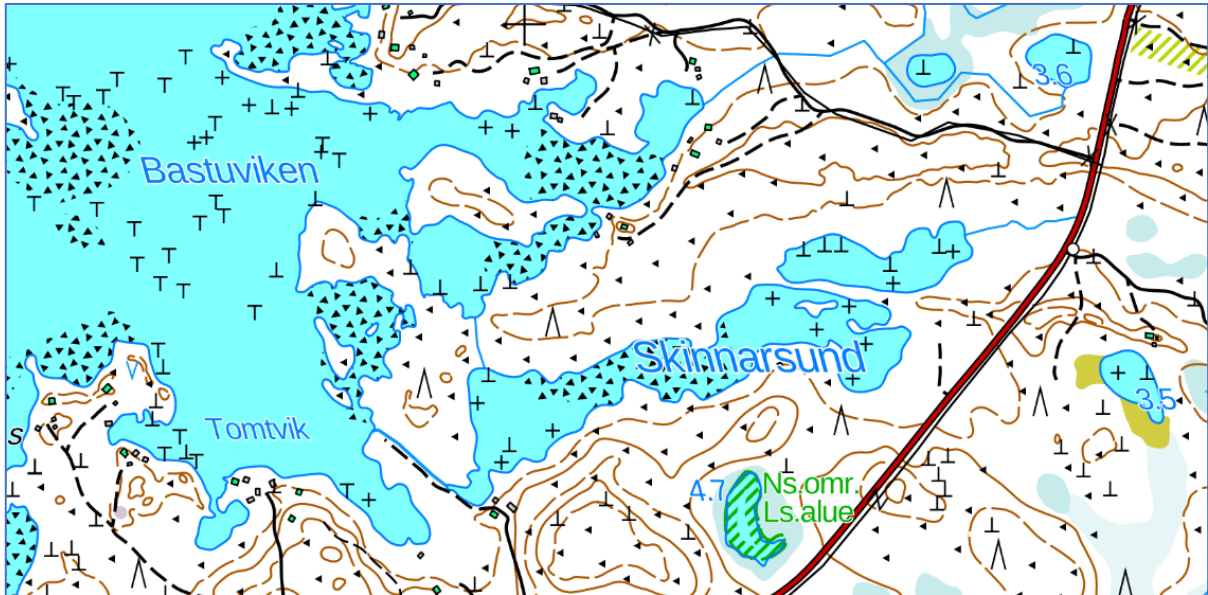 3.6
Bastuviken
Skinnarsund
3.5
s
Tomtvik
4.7
Ns.omr.
Ls.alue